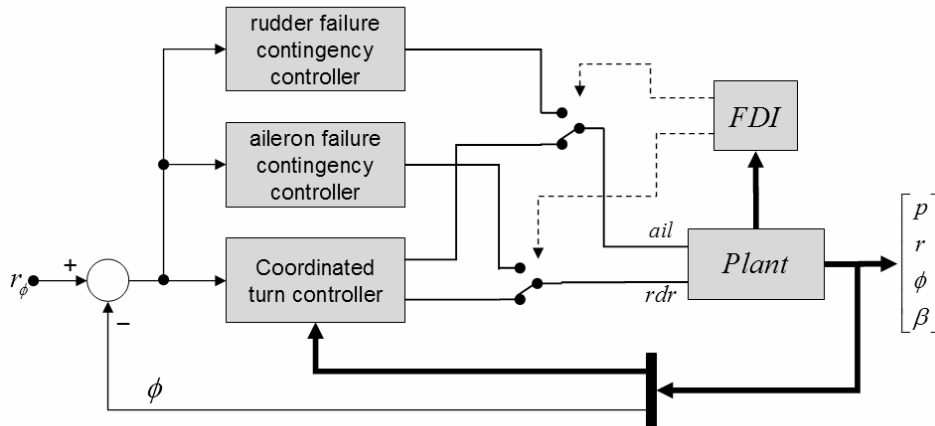 rudder failure
contingency
controller
aileron failure
contingency
controller
Coordinated
turn controller
FDI
Plant
ail
rdr
r_ϕ
+
−
ϕ
p
r
ϕ
β